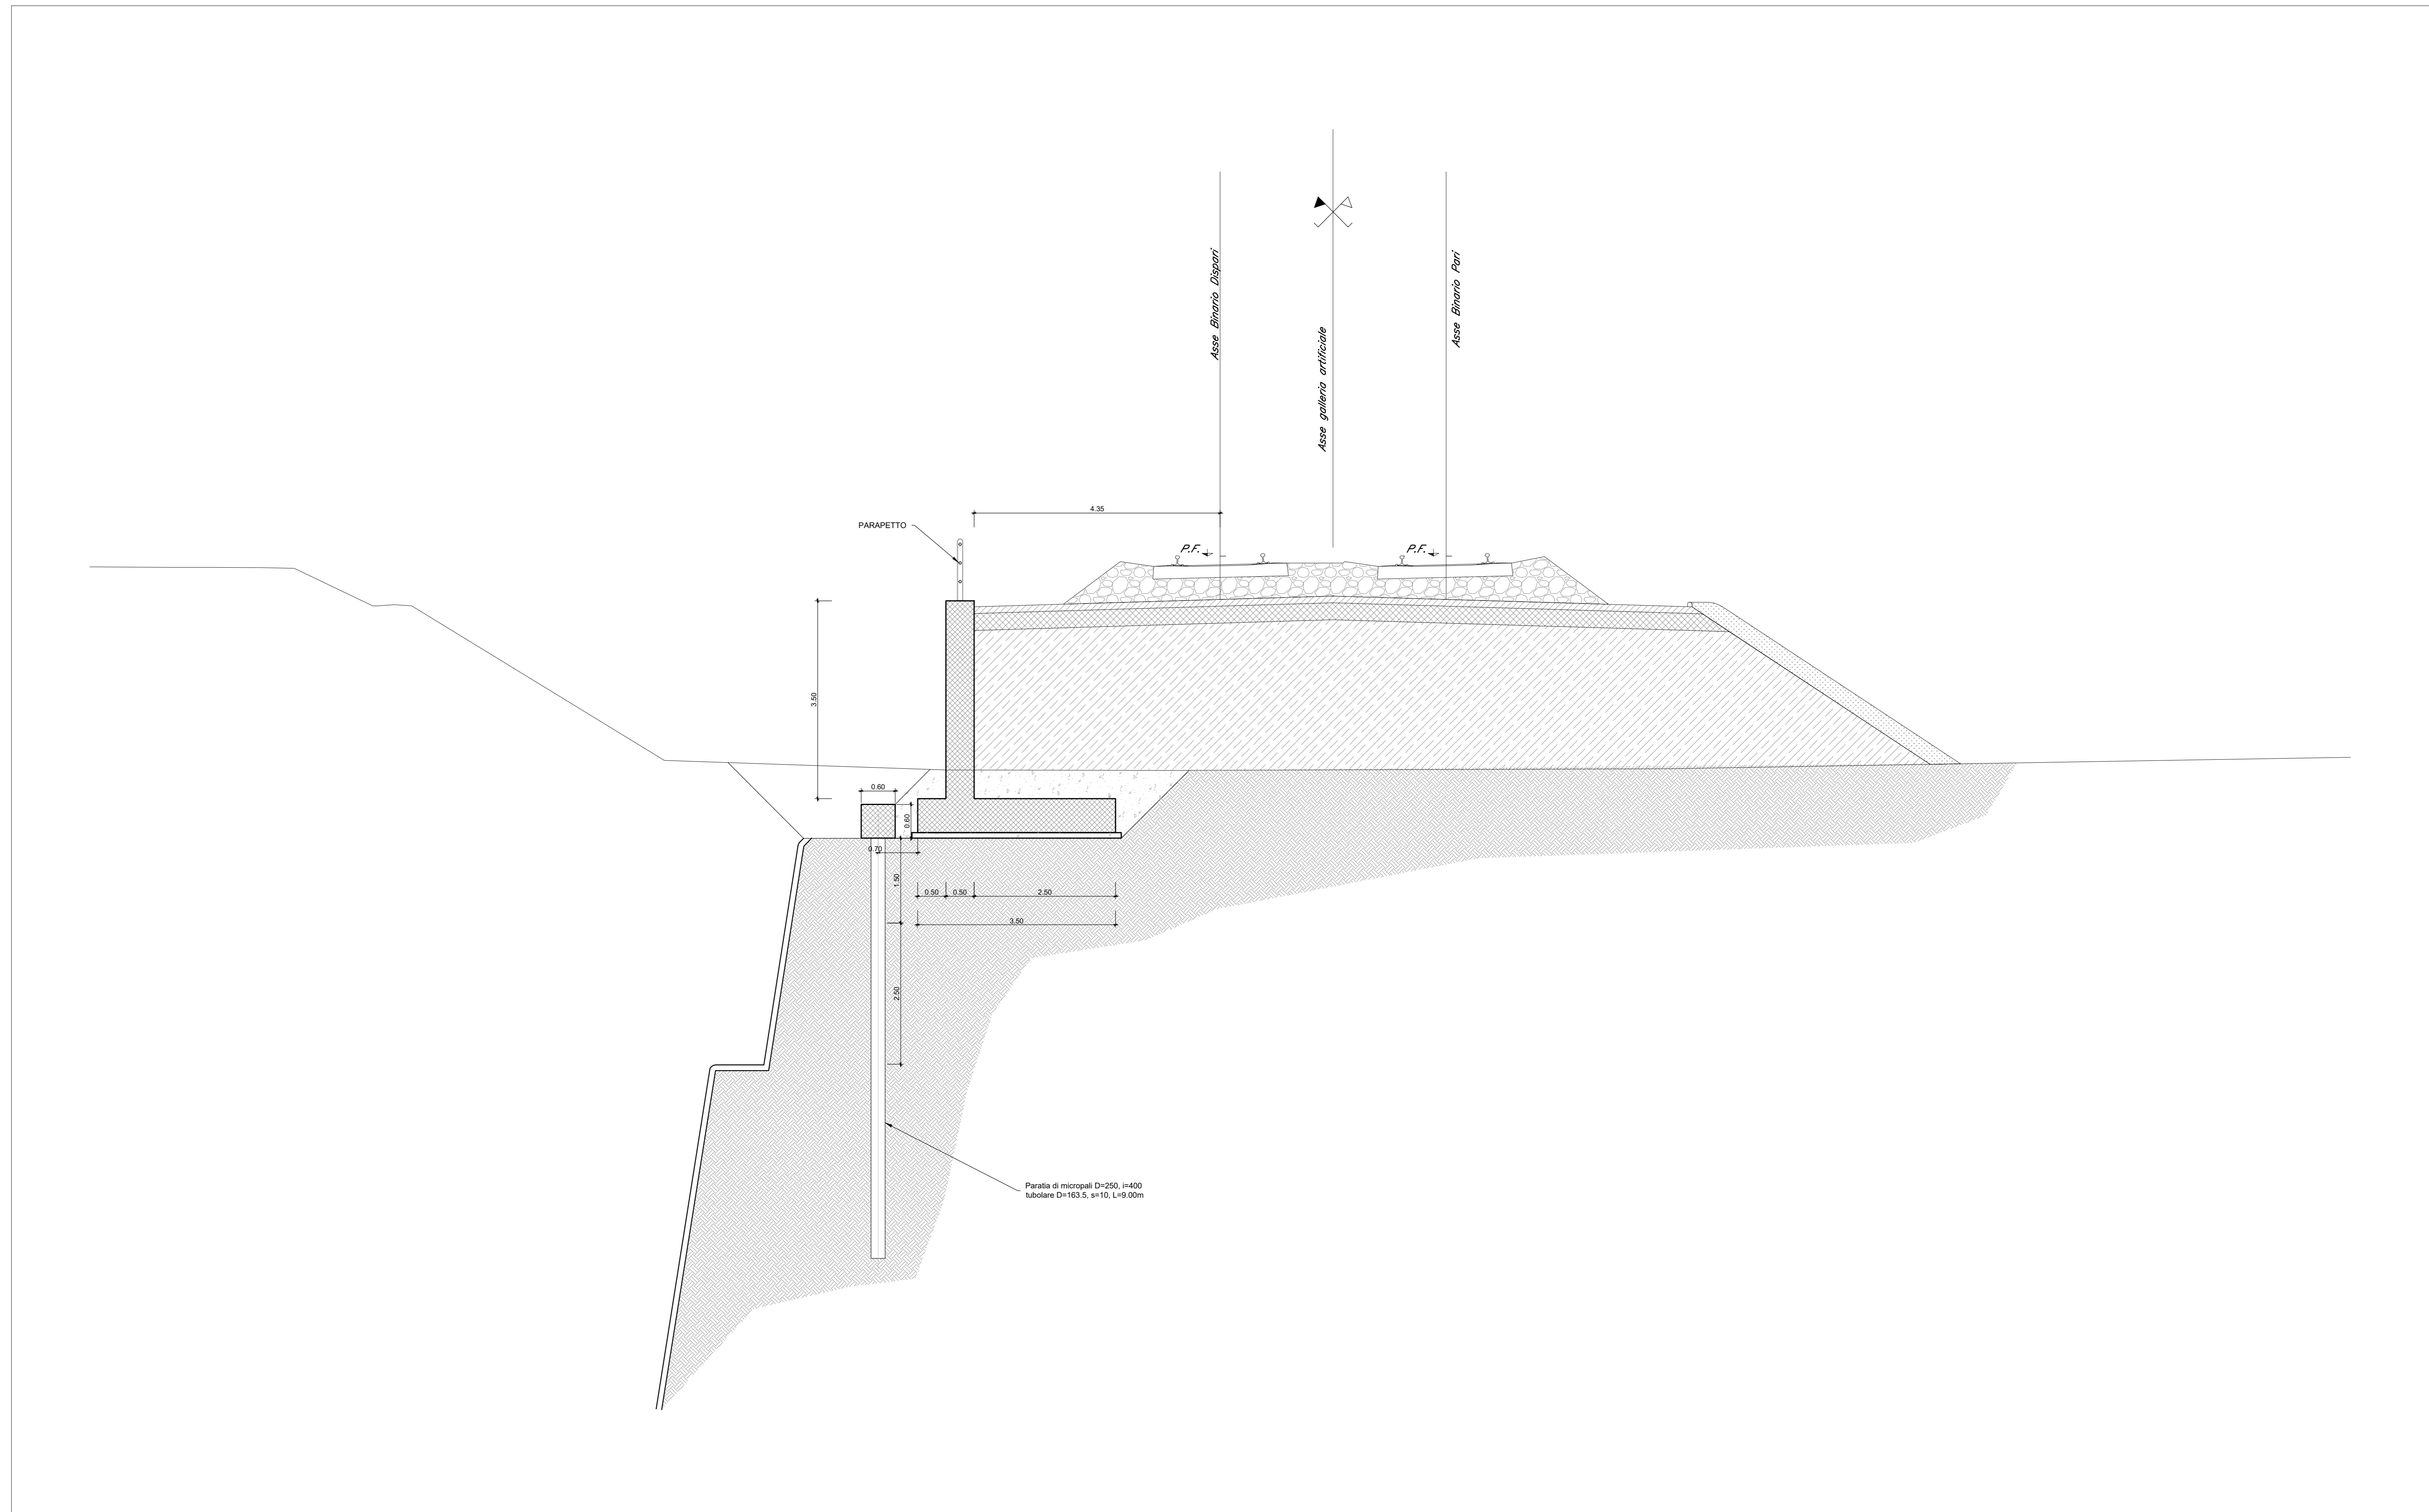 Asse Binario Dispari
Asse galleria artificiale
Asse Binario Pari
4.35
PARAPETTO
P.F.
P.F.
3.50
0.60
0.60
0.70
1.50
0.50
0.50
2.50
3.50
2.50
Paratia di micropali D=250, i=400
tubolare D=163.5, s=10, L=9.00m